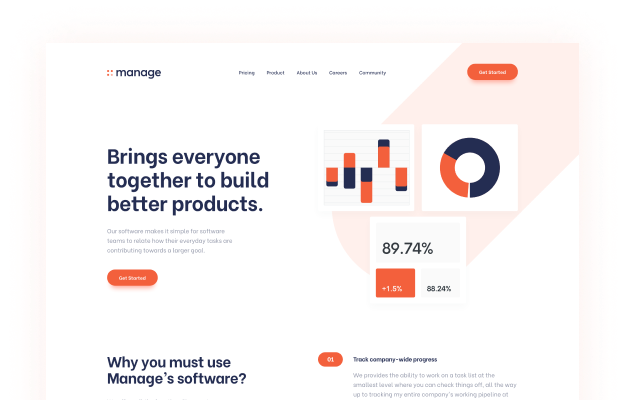 manage
Pricing Product About Us Careers Community
Get Started
Brings everyone
together to build
better products.
Our software makes it simple for software
teams to relate how their everyday tasks are
contributing towards a larger goal.
Get Started
89.74%
+1.5%
88.24%
Why you must use
Manage's software?
01
Track company-wide progress
We provides the ability to work on a task list at the
smallest level where you can check things off, all the way
up to tracking my entire company's working pipeline at